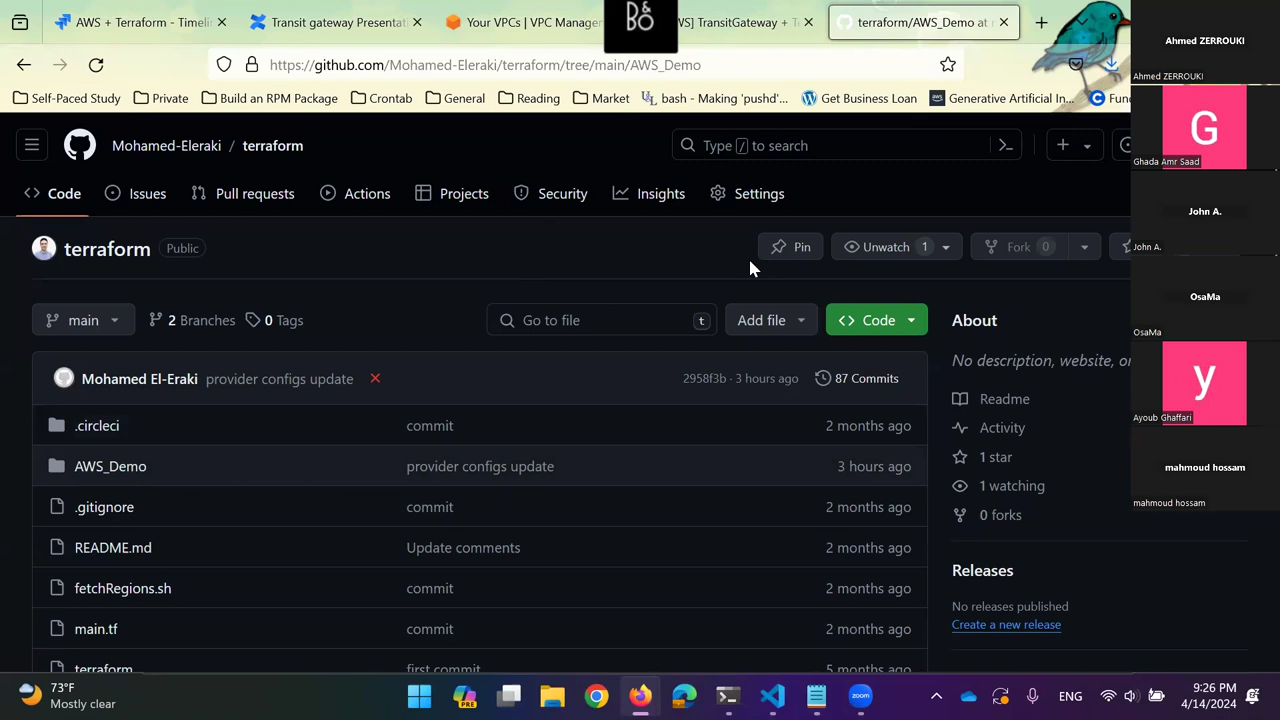 AWS + Terraform - Timeli
Transit gateway Presentati
Your VPCs | VPC Manager
D&
BO
S] TransitGateway + T
terraform/AWS_Demo at
https://github.com/Mohamed-Eleraki/terraform/tree/main/AWS_Demo
Self-Paced Study
Private
Build an RPM Package
Crontab
General
Reading
Market
bash - Making 'pushd'...
Get Business Loan
Generative Artificial In...
Fund
Mohamed-Eleraki / terraform
Type / to search
Code
Issues
Pull requests
Actions
Projects
Security
Insights
Settings
terraform
Public
Pin
Unwatch 1
Fork 0
main
2 Branches
0 Tags
Go to file
t
Add file
Code
Mohamed El-Eraki provider configs update
2958f3b · 3 hours ago
87 Commits
.circleci commit 2 months ago
AWS_Demo provider configs update 3 hours ago
.gitignore commit 2 months ago
README.md Update comments 2 months ago
fetchRegions.sh commit 2 months ago
main.tf commit 2 months ago
terraform first commit 5 months ago
About
No description, website, or
Readme
Activity
1 star
1 watching
0 forks
Releases
No releases published
Create a new release
Ahmed ZERROUKI
Ahmed ZERROUKI
G
Ghada Amr Saad
John A.
John A.
OsaMa
OsaMa
y
Ayoub Ghaffari
mahmoud hossam
mahmoud hossam
73°F
Mostly clear
PRE
zoom
ENG
9:26 PM
4/14/2024